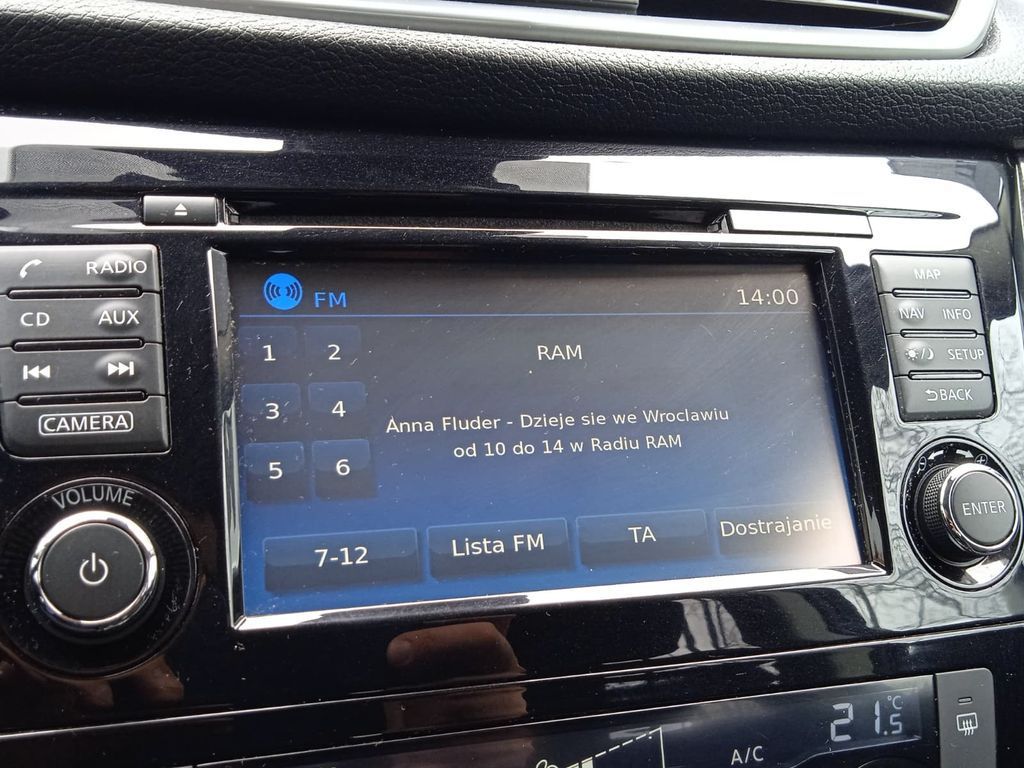 RADIO
CD AUX
CAMERA
VOLUME
FM 14:00
1 2
3 4
5 6
RAM
Anna Fluder - Dzieje sie we Wroclawiu
od 10 do 14 w Radiu RAM
7-12 Lista FM TA Dostrajanie
MAP
NAV INFO
SETUP
BACK
ENTER
A/C 21.5 °C